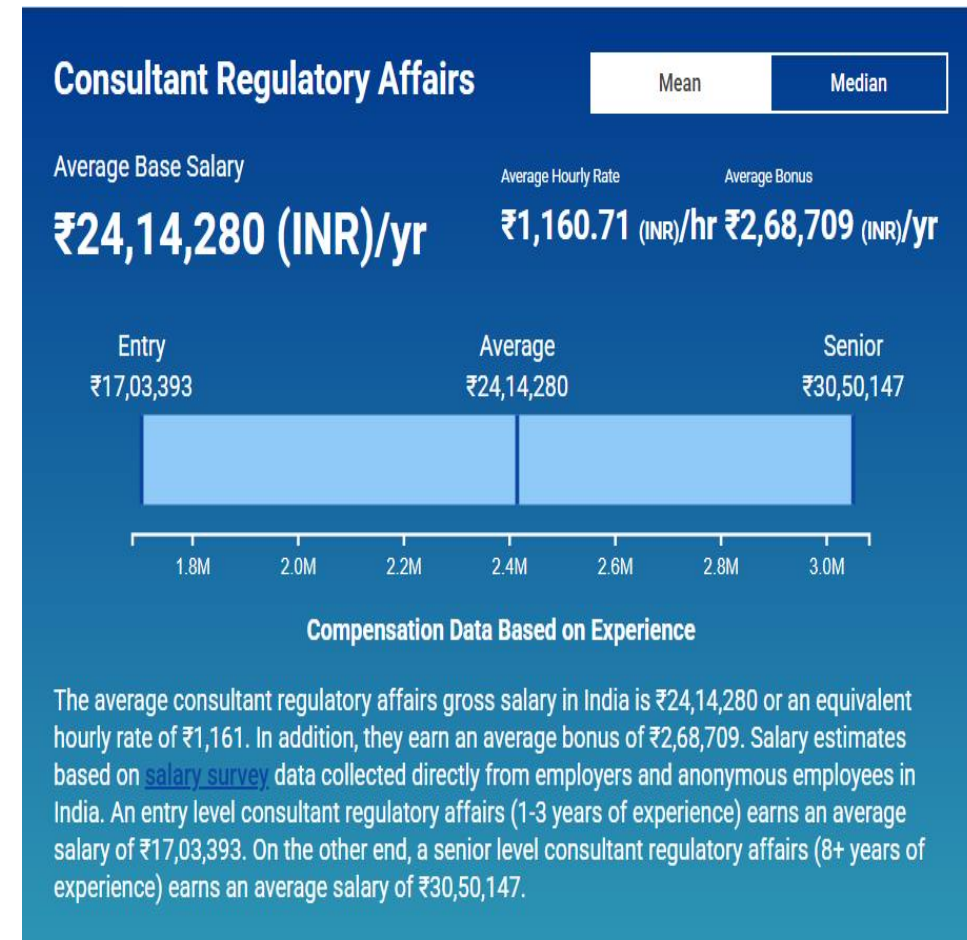 Consultant Regulatory Affairs
Mean Median
Average Base Salary
Average Hourly Rate Average Bonus
₹24,14,280 (INR)/yr
₹1,160.71 (INR)/hr ₹2,68,709 (INR)/yr
Entry Average Senior
₹17,03,393 ₹24,14,280 ₹30,50,147
1.8M 2.0M 2.2M 2.4M 2.6M 2.8M 3.0M
Compensation Data Based on Experience
The average consultant regulatory affairs gross salary in India is ₹24,14,280 or an equivalent
hourly rate of ₹1,161. In addition, they earn an average bonus of ₹2,68,709. Salary estimates
based on salary survey data collected directly from employers and anonymous employees in
India. An entry level consultant regulatory affairs (1-3 years of experience) earns an average
salary of ₹17,03,393. On the other end, a senior level consultant regulatory affairs (8+ years of
experience) earns an average salary of ₹30,50,147.